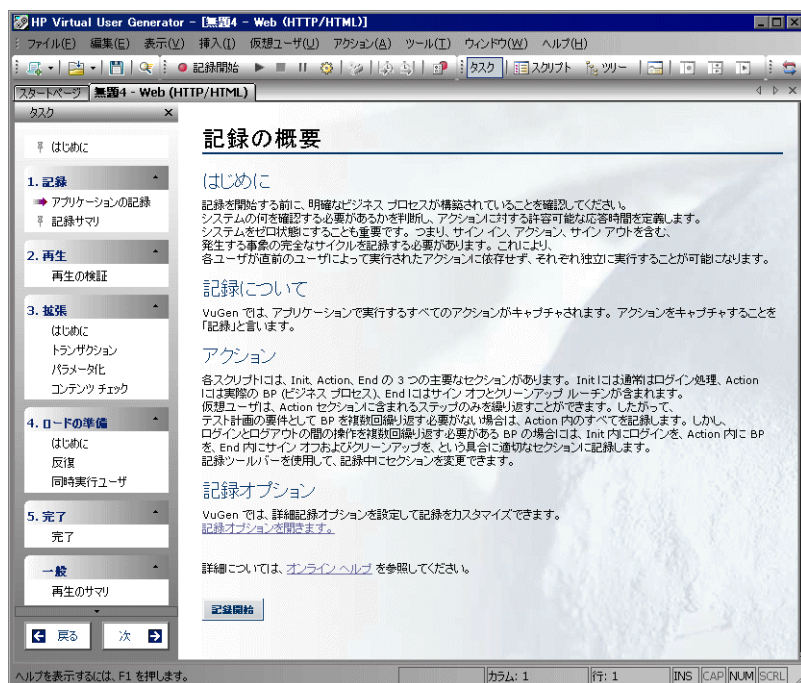 HP Virtual User Generator - [無題4 - Web (HTTP/HTML)]
ファイル(F) 編集(E) 表示(V) 挿入(I) 仮想ユーザ(U) アクション(A) ツール(T) ウィンドウ(W) ヘルプ(H)
記録開始 タスク スクリプト ツリー
スタートページ 無題4 - Web (HTTP/HTML)
タスク
はじめに
1. 記録
アプリケーションの記録
記録サマリ
2. 再生
再生の検証
3. 拡張
はじめに
トランザクション
パラメータ化
コンテンツ チェック
4. ロードの準備
はじめに
反復
同時実行ユーザ
5. 完了
完了
一般
再生のサマリ
戻る 次
記録の概要
はじめに
記録を開始する前に、明確なビジネス プロセスが構築されていることを確認してください。
システムの何を確認する必要があるかを判断し、アクションに対する許容可能な応答時間を定義します。
システムをゼロ状態にすることも重要です。つまり、サイン イン、アクション、サイン アウトを含む、
発生する事象の完全なサイクルを記録する必要があります。これにより、
各ユーザが直前のユーザによって実行されたアクションに依存せず、それぞれ独立に実行することが可能になります。
記録について
VuGen では、アプリケーションで実行するすべてのアクションがキャプチャされます。アクションをキャプチャすることを
「記録」と言います。
アクション
各スクリプトには、Init、Action、End の 3 つの主要なセクションがあります。Init には通常はログイン処理、Action
には実際の BP (ビジネス プロセス)、End にはサイン オフとクリーンアップ ルーチンが含まれます。
仮想ユーザは、Action セクションに含まれるステップのみを繰り返すことができます。したがって、
テスト計画の要件として BP を複数回繰り返す必要がない場合は、Action 内のすべてを記録します。しかし、
ログインとログアウトの間の操作を複数回繰り返す必要がある BP の場合には、Init 内にログインを、Action 内に BP
を、End 内にサイン オフおよびクリーンアップを、という具合に適切なセクションに記録します。
記録ツールバーを使用して、記録中にセクションを変更できます。
記録オプション
VuGen では、詳細記録オプションを設定して記録をカスタマイズできます。
記録オプションを開きます。
詳細については、オンライン ヘルプ を参照してください。
記録開始
ヘルプを表示するには、F1 を押します。 カラム: 1 行: 1 INS CAP NUM SCRL